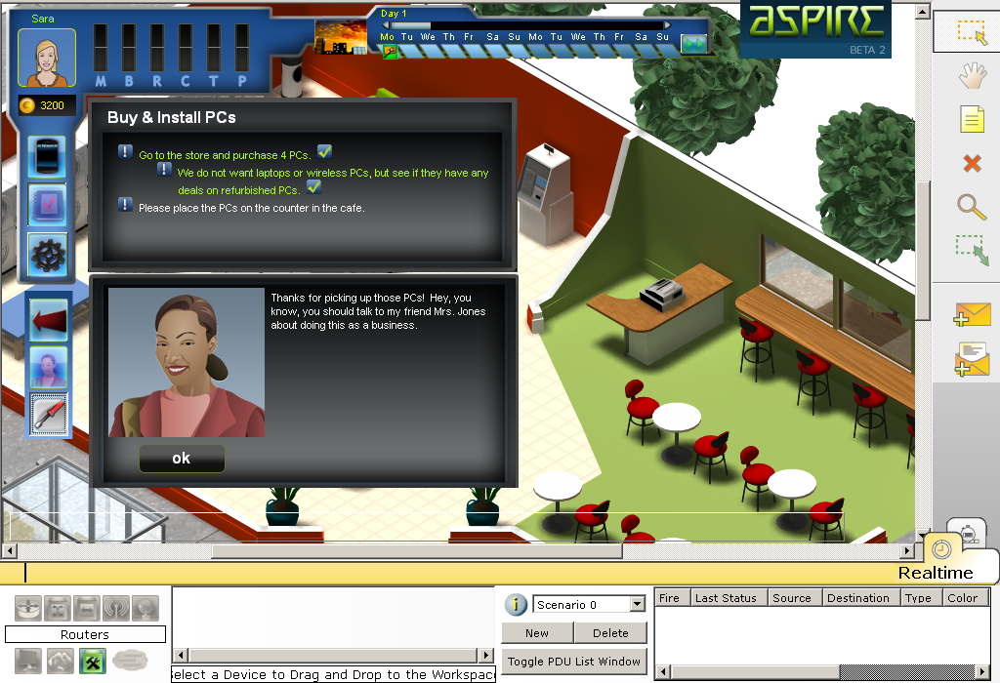 Sara
Day 1
Mo Tu We Th Fr Sa Su Mo Tu We Th Fr Sa Su
ASPIRE
BETA 2
M B R C T P
3200
Buy & Install PCs
Go to the store and purchase 4 PCs.
We do not want laptops or wireless PCs, but see if they have any
deals on refurbished PCs.
Please place the PCs on the counter in the cafe.
Thanks for picking up those PCs! Hey, you
know, you should talk to my friend Mrs. Jones
about doing this as a business.
ok
Realtime
Routers
Select a Device to Drag and Drop to the Workspac
Scenario 0
New Delete
Toggle PDU List Window
Fire Last Status Source Destination Type Color